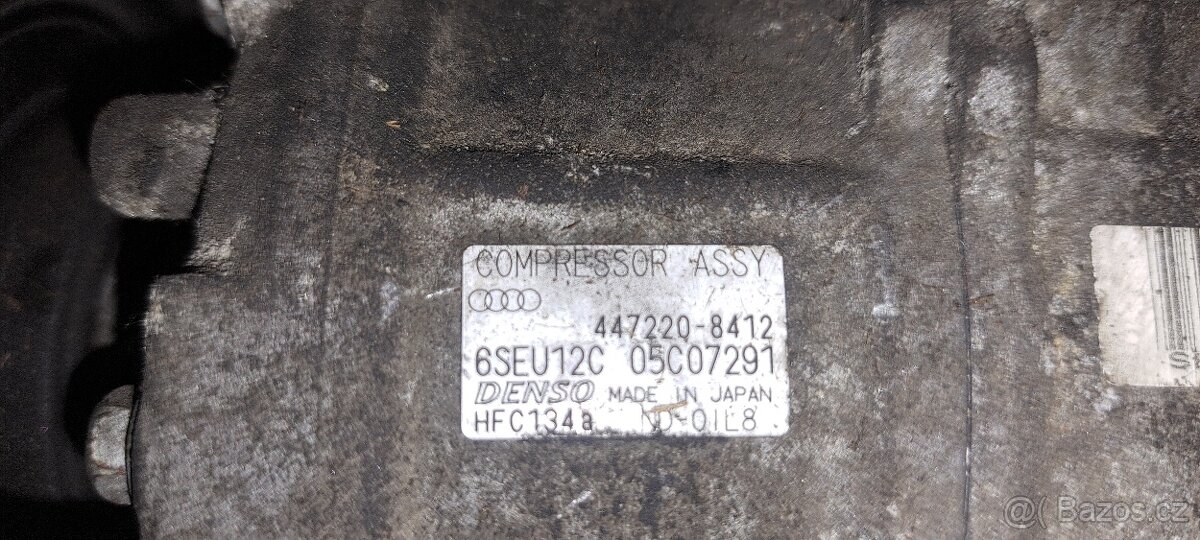 COMPRESSOR ASSY
447220-8412
6SEU12C 05C07291
DENSO MADE IN JAPAN
HFC134a ND-OIL8
S
@ Bazos.cz